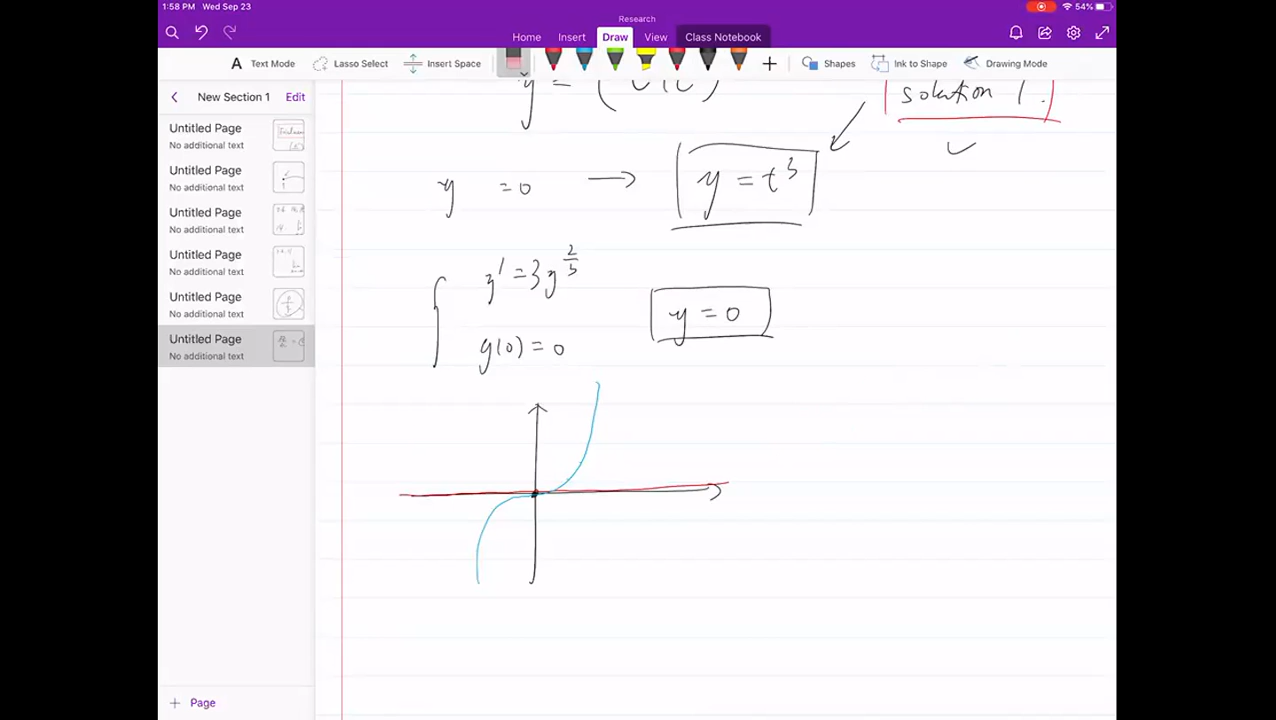 1:58 PM Wed Sep 23
54%
Research
Home Insert Draw View Class Notebook
A Text Mode Lasso Select Insert Space Shapes Ink to Shape Drawing Mode
New Section 1 Edit
Untitled Page
No additional text
Untitled Page
No additional text
Untitled Page
No additional text
Untitled Page
No additional text
Untitled Page
No additional text
Untitled Page
No additional text
+ Page
y =
solution 1.
y = 0 → y = t³
y' = 3y^(2/3)
y(0) = 0
y = 0